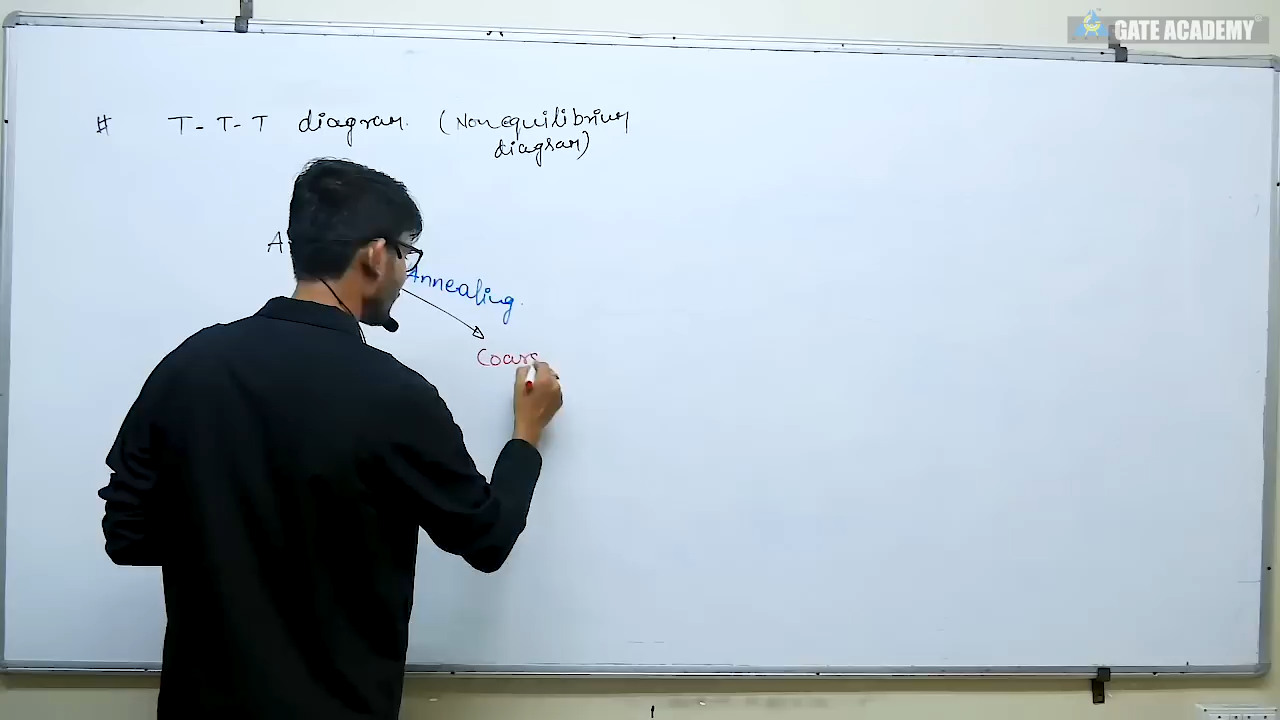 GATE ACADEMY
# T-T-T diagram. (Nonequilibrium
diagram)
A
Annealing.
Coars